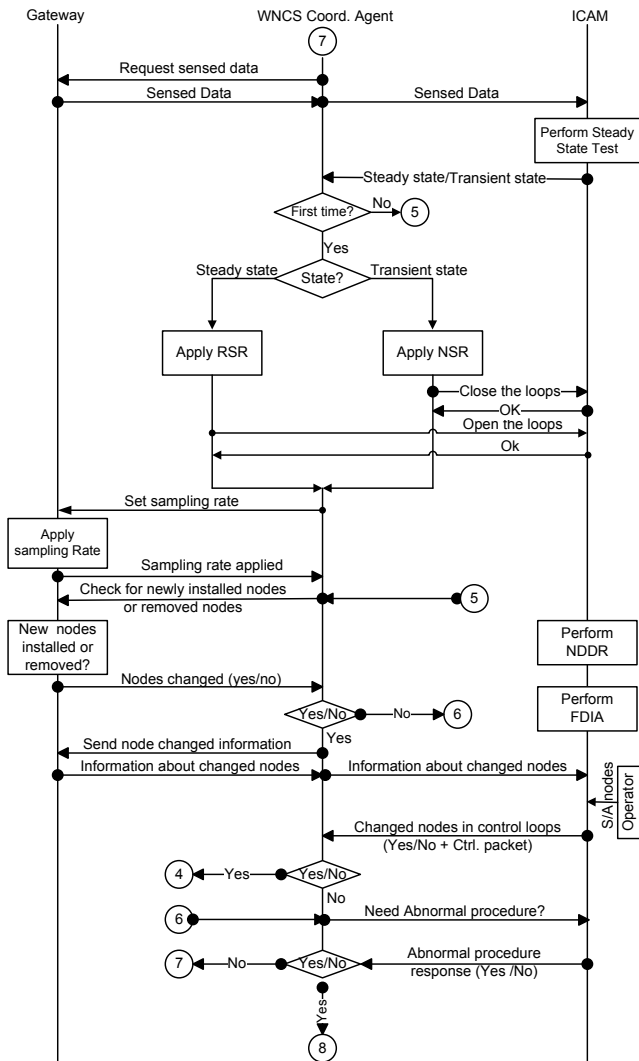 Gateway
WNCS Coord. Agent
ICAM
7
Request sensed data
Sensed Data
Sensed Data
Perform Steady
State Test
Steady state/Transient state
First time?
No
5
Yes
Steady state
State?
Transient state
Apply RSR
Apply NSR
Close the loops
OK
Open the loops
Ok
Set sampling rate
Apply
sampling Rate
Sampling rate applied
Check for newly installed nodes
or removed nodes
5
New nodes
installed or
removed?
Perform
NDDR
Nodes changed (yes/no)
Perform
FDIA
Yes/No
No
6
Yes
Send node changed information
Information about changed nodes
Information about changed nodes
S/A nodes
Operator
Changed nodes in control loops
(Yes/No + Ctrl. packet)
4
Yes
Yes/No
No
6
Need Abnormal procedure?
7
No
Yes/No
Abnormal procedure
response (Yes /No)
Yes
8